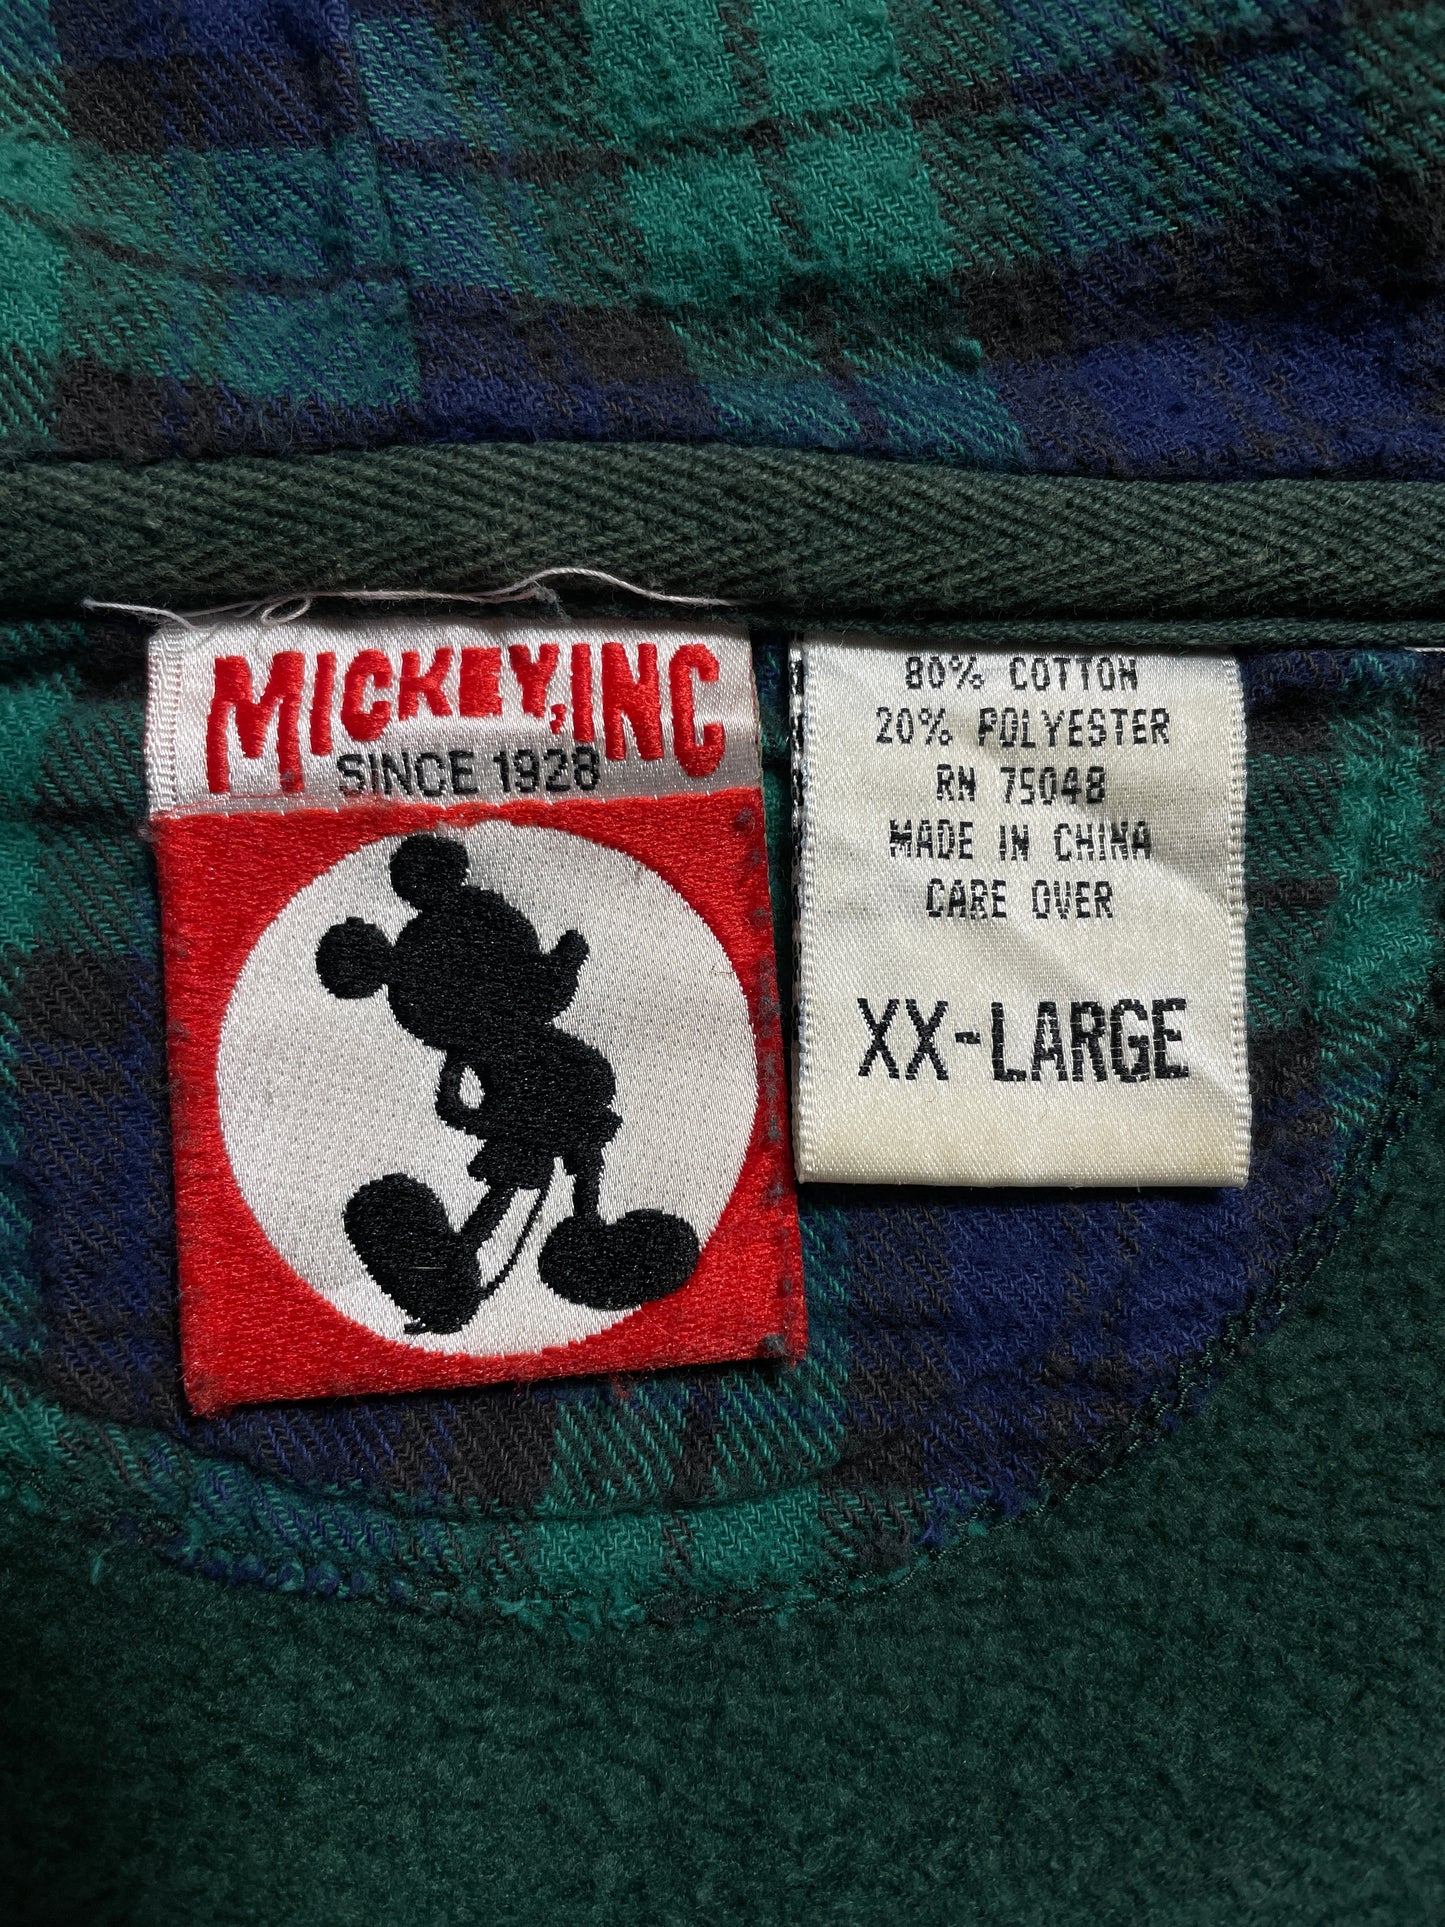 MICKEY, INC
SINCE 1928
80% COTTON
20% POLYESTER
RN 75048
MADE IN CHINA
CARE OVER
XX-LARGE